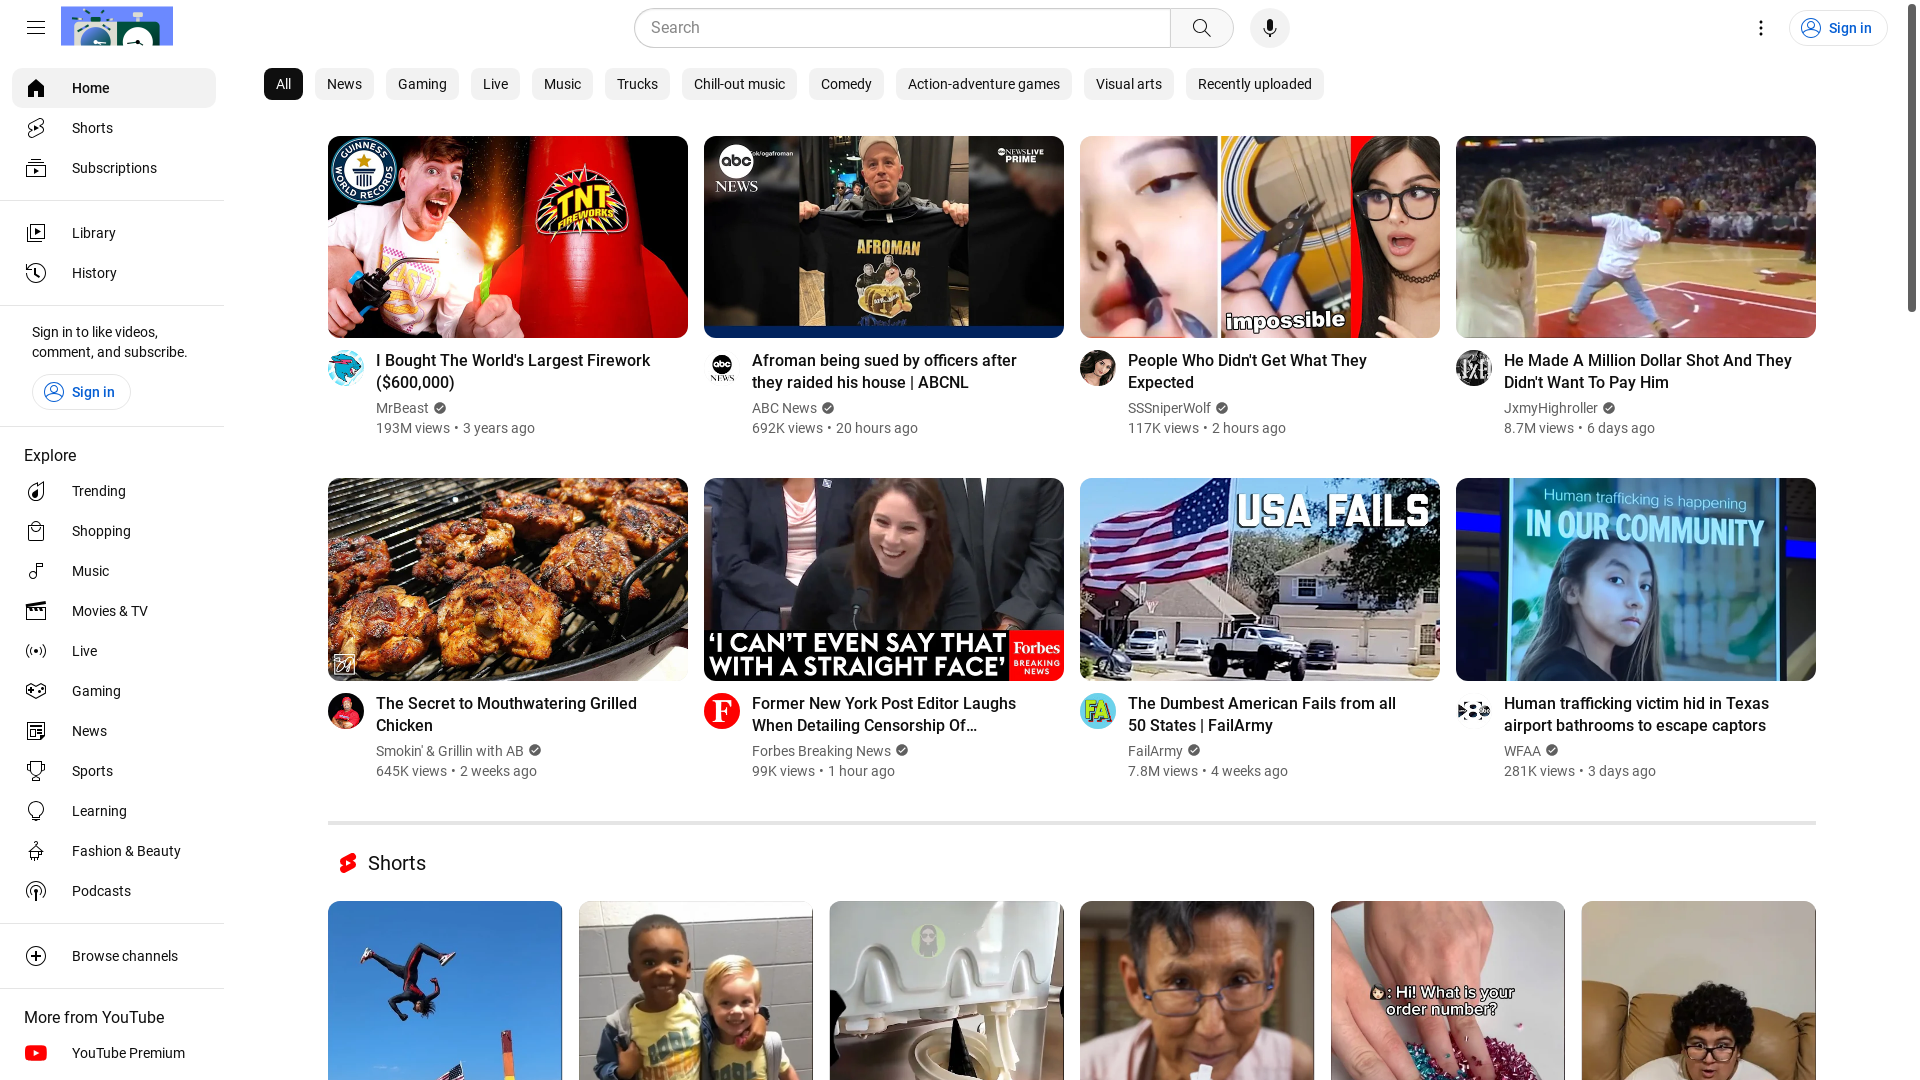 Search
Sign in
Home
Shorts
Subscriptions
Library
History
Sign in to like videos,
comment, and subscribe.
Sign in
Explore
Trending
Shopping
Music
Movies & TV
Live
Gaming
News
Sports
Learning
Fashion & Beauty
Podcasts
Browse channels
More from YouTube
YouTube Premium
All
News
Gaming
Live
Music
Trucks
Chill-out music
Comedy
Action-adventure games
Visual arts
Recently uploaded
GUINNESS
WORLD RECORDS
TNT
FIREWORKS
I Bought The World's Largest Firework
($600,000)
MrBeast
193M views • 3 years ago
abc
NEWS
ok/ogafroman
NEWS LIVE
PRIME
AFROMAN
Afroman being sued by officers after
they raided his house | ABCNL
ABC News
692K views • 20 hours ago
impossible
People Who Didn't Get What They
Expected
SSSniperWolf
117K views • 2 hours ago
He Made A Million Dollar Shot And They
Didn't Want To Pay Him
JxmyHighroller
8.7M views • 6 days ago
The Secret to Mouthwatering Grilled
Chicken
Smokin' & Grillin with AB
645K views • 2 weeks ago
‘I CAN’T EVEN SAY THAT
WITH A STRAIGHT FACE’
Forbes
BREAKING
NEWS
Former New York Post Editor Laughs
When Detailing Censorship Of…
Forbes Breaking News
99K views • 1 hour ago
USA FAILS
FA
The Dumbest American Fails from all
50 States | FailArmy
FailArmy
7.8M views • 4 weeks ago
Human trafficking is happening
IN OUR COMMUNITY
Human trafficking victim hid in Texas
airport bathrooms to escape captors
WFAA
281K views • 3 days ago
Shorts
: Hi! What is your
order number?